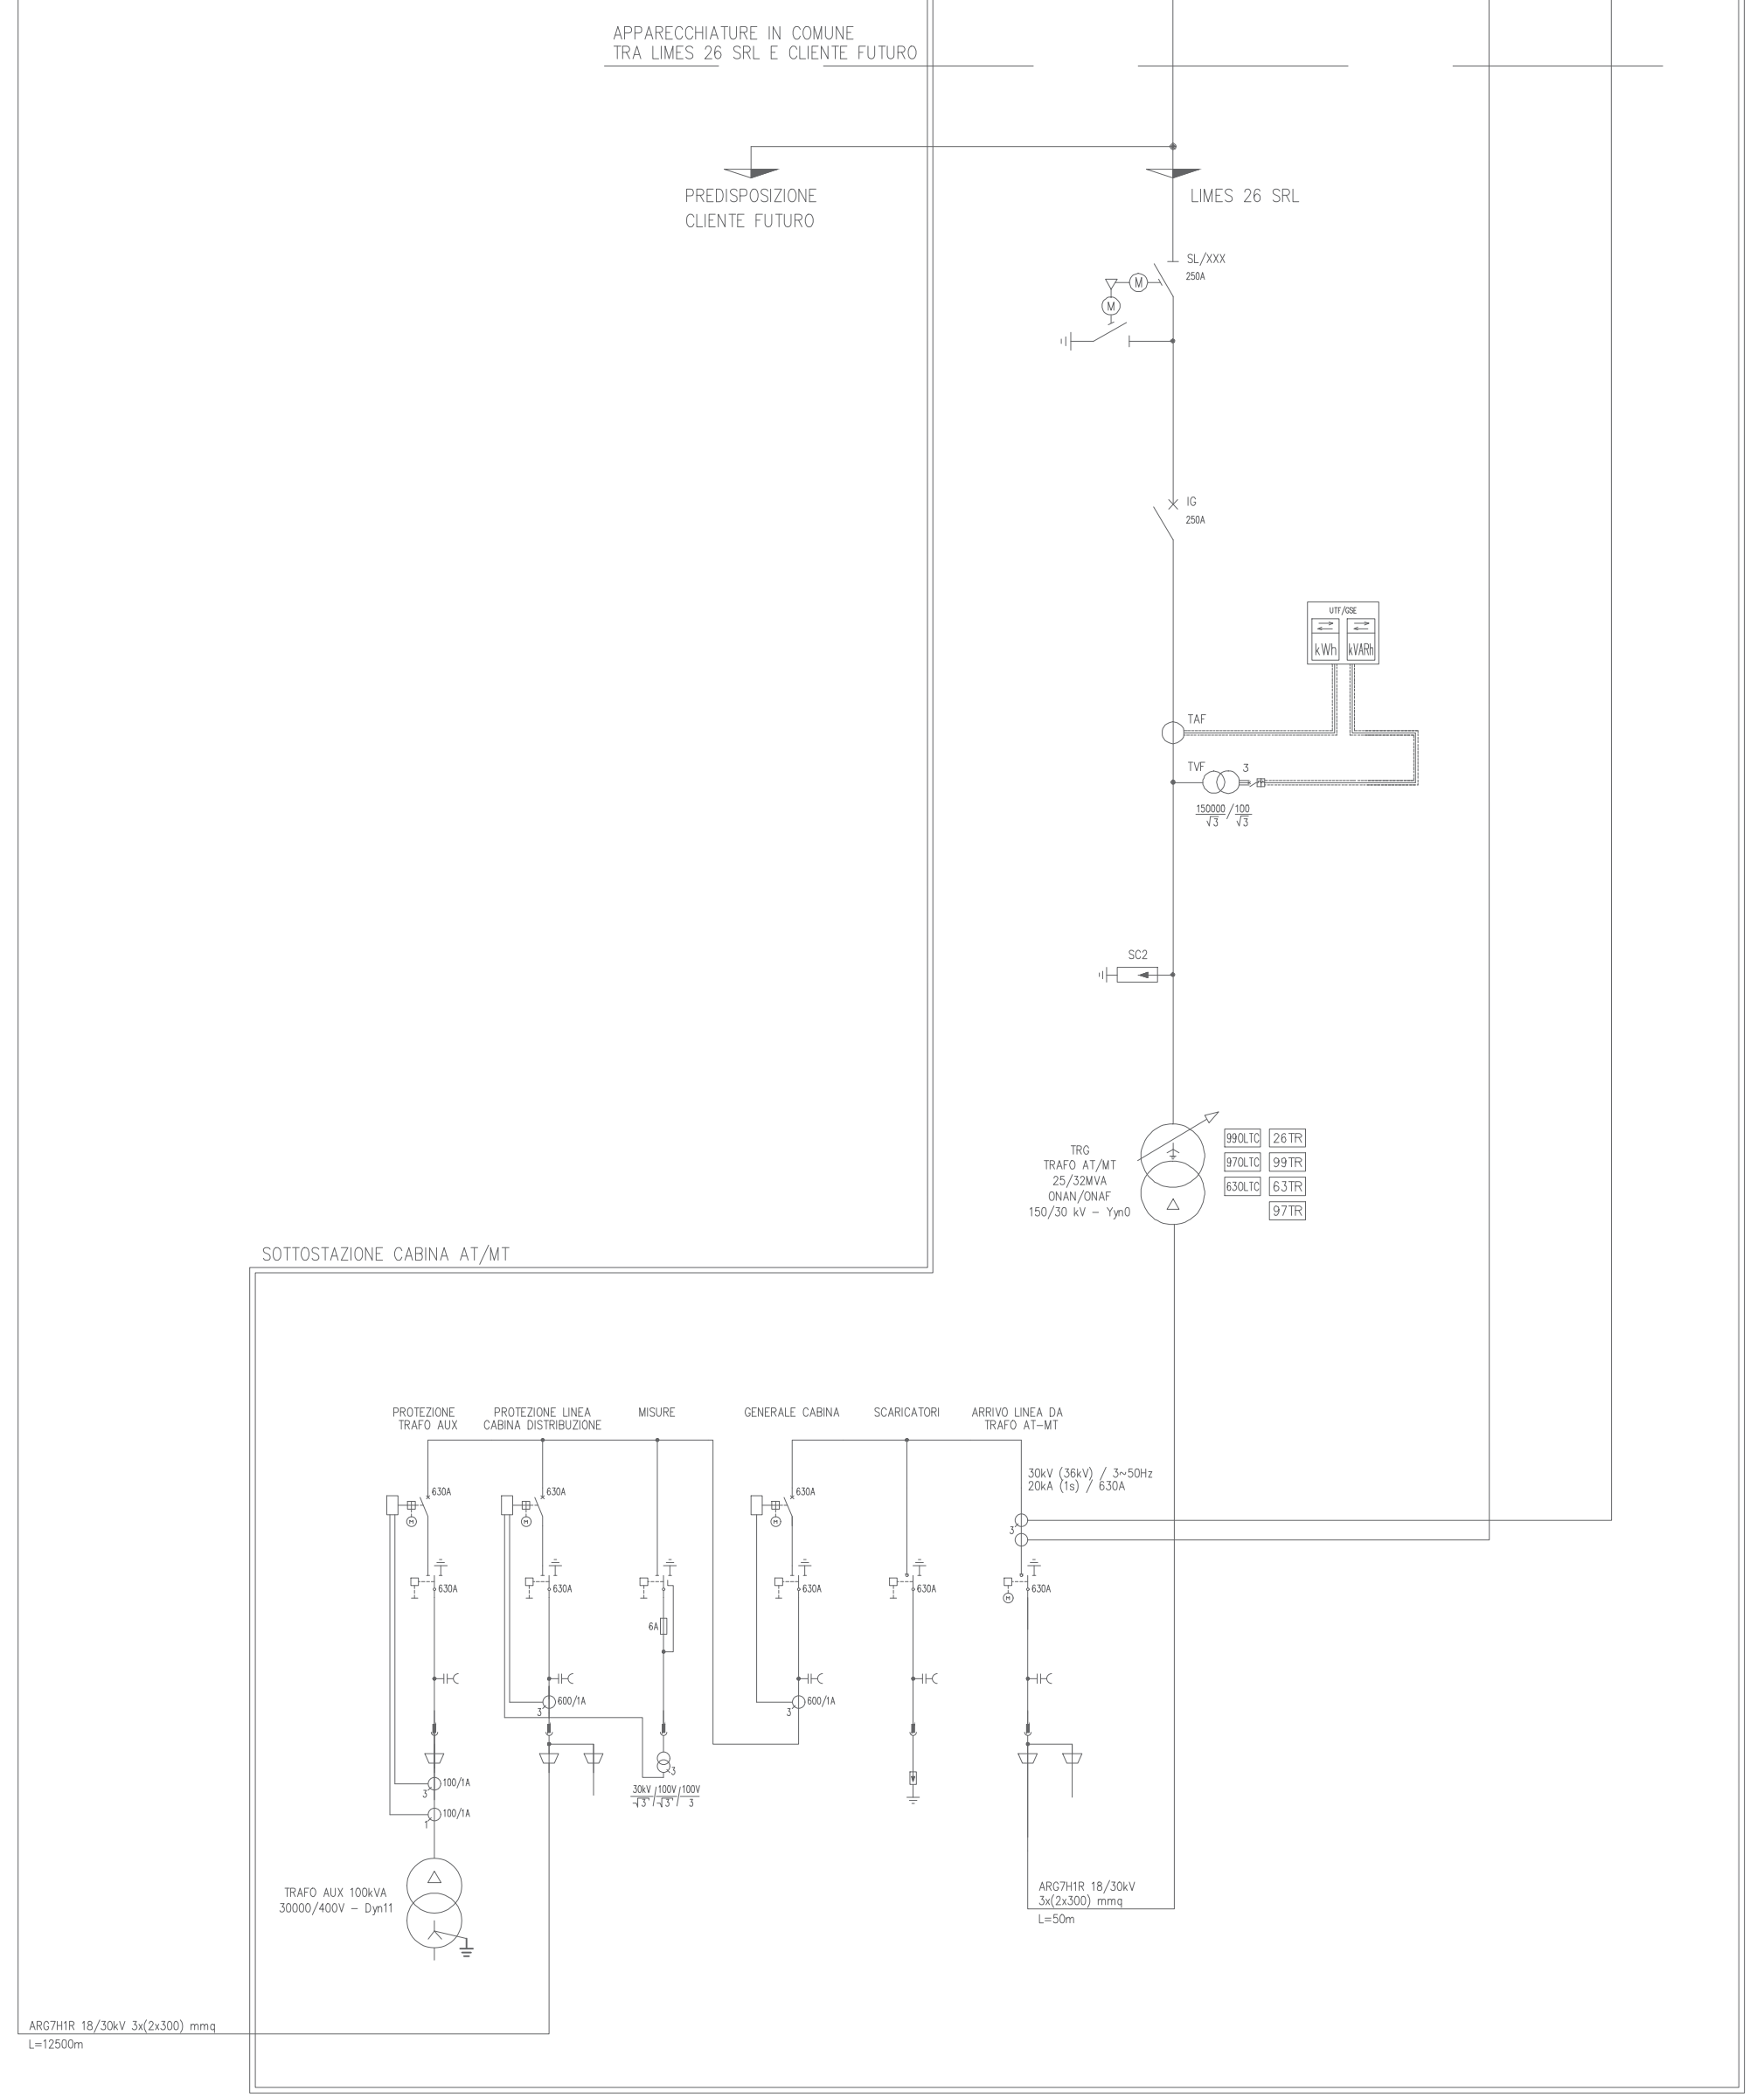 APPARECCHIATURE IN COMUNE
TRA LIMES 26 SRL E CLIENTE FUTURO
PREDISPOSIZIONE
CLIENTE FUTURO
LIMES 26 SRL
SL/XXX
250A
M
M
IG
250A
UTF/GSE
kWh
kVARh
TAF
TVF
3
150000/100
√3 √3
SC2
TRG
TRAFO AT/MT
25/32MVA
ONAN/ONAF
150/30 kV – Yyn0
99OLTC 26TR
97OLTC 99TR
63OLTC 63TR
97TR
SOTTOSTAZIONE CABINA AT/MT
PROTEZIONE
TRAFO AUX
PROTEZIONE LINEA
CABINA DISTRIBUZIONE
MISURE
GENERALE CABINA
SCARICATORI
ARRIVO LINEA DA
TRAFO AT–MT
30kV (36kV) / 3~50Hz
20kA (1s) / 630A
630A
M
630A
M
630A
M
3
630A
630A
630A
630A
630A
M
6A
600/1A
3
600/1A
3
3
30kV/100V/100V
√3 √3 3
100/1A
3
100/1A
1
TRAFO AUX 100kVA
30000/400V – Dyn11
ARG7H1R 18/30kV
3x(2x300) mmq
L=50m
ARG7H1R 18/30kV 3x(2x300) mmq
L=12500m